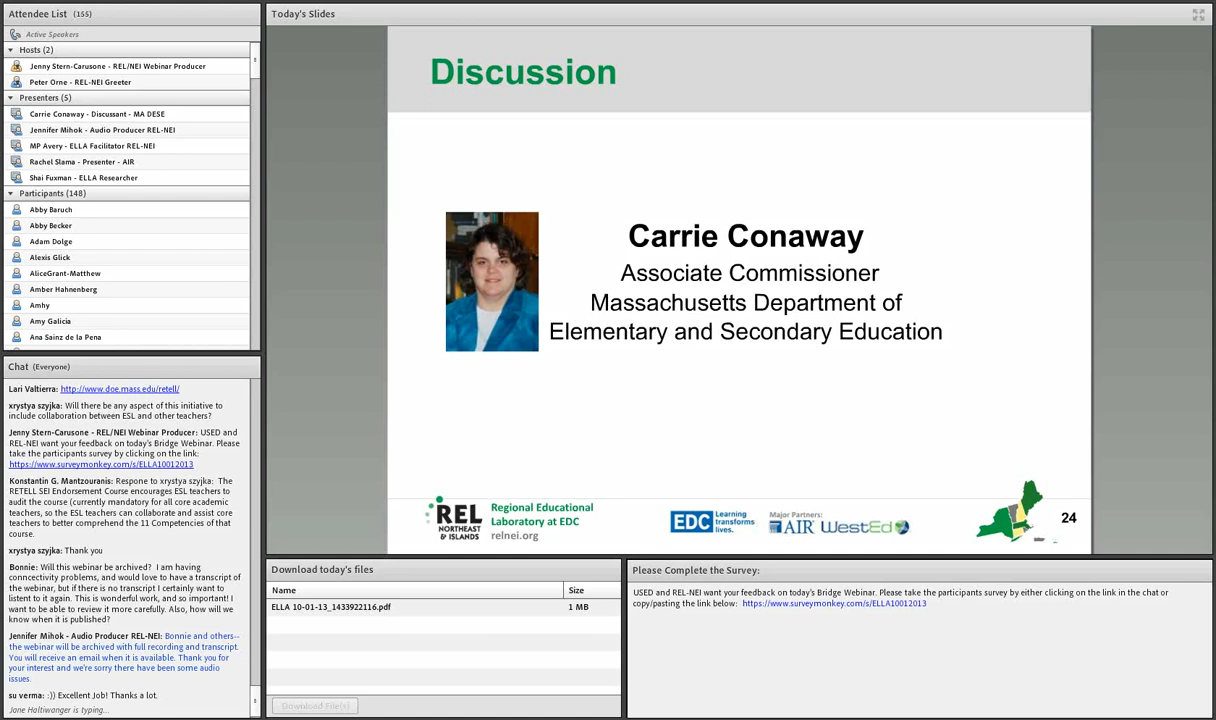 Attendee List (155)
Active Speakers
Hosts (2)
Jenny Stern-Carusone - REL/NEI Webinar Producer
Peter Orne - REL-NEI Greeter
Presenters (5)
Carrie Conaway - Discussant - MA DESE
Jennifer Mihok - Audio Producer REL-NEI
MP Avery - ELLA Facilitator REL-NEI
Rachel Slama - Presenter - AIR
Shai Fuxman - ELLA Researcher
Participants (148)
Abby Baruch
Abby Becker
Adam Dolge
Alexis Glick
AliceGrant-Matthew
Amber Hahnenberg
Amhy
Amy Galicia
Ana Sainz de la Pena
Chat (Everyone)
Lari Valtierra: http://www.doe.mass.edu/retell/
xrystya szyjka: Will there be any aspect of this initiative to
include collaboration between ESL and other teachers?
Jenny Stern-Carusone - REL/NEI Webinar Producer: USED and
REL-NEI want your feedback on today's Bridge Webinar. Please
take the participants survey by clicking on the link:
https://www.surveymonkey.com/s/ELLA10012013
Konstantin G. Mantzouranis: Respone to xrystya szyjka: The
RETELL SEI Endorsement Course encourages ESL teachers to
audit the course (currently mandatory for all core academic
teachers, so the ESL teachers can collaborate and assist core
teachers to better comprehend the 11 Competencies of that
course.
xrystya szyjka: Thank you
Bonnie: Will this webinar be archived? I am having
conncectivity problems, and would love to have a transcript of
the webinar, but if there is no transcript I certainly want to
listen to it again. This is wonderful work, and so important! I
want to be able to review it more carefully. Also, how will we
know when it is published?
Jennifer Mihok - Audio Producer REL-NEI: Bonnie and others--
the webinar will be archived with full recording and transcript.
You will receive an email when it is available. Thank you for
your interest and we're sorry there have been some audio
issues.
su verma: :)) Excellent Job! Thanks a lot.
Jane Haltiwanger is typing...
Today's Slides
Discussion
Carrie Conaway
Associate Commissioner
Massachusetts Department of
Elementary and Secondary Education
REL
NORTHEAST
& ISLANDS
Regional Educational
Laboratory at EDC
relnei.org
EDC Learning
transforms
lives.
Major Partners:
AIR WestEd
24
Download today's files
Name Size
ELLA 10-01-13_1433922116.pdf 1 MB
Download File(s)
Please Complete the Survey:
USED and REL-NEI want your feedback on today's Bridge Webinar. Please take the participants survey by either clicking on the link in the chat or
copy/pasting the link below: https://www.surveymonkey.com/s/ELLA10012013